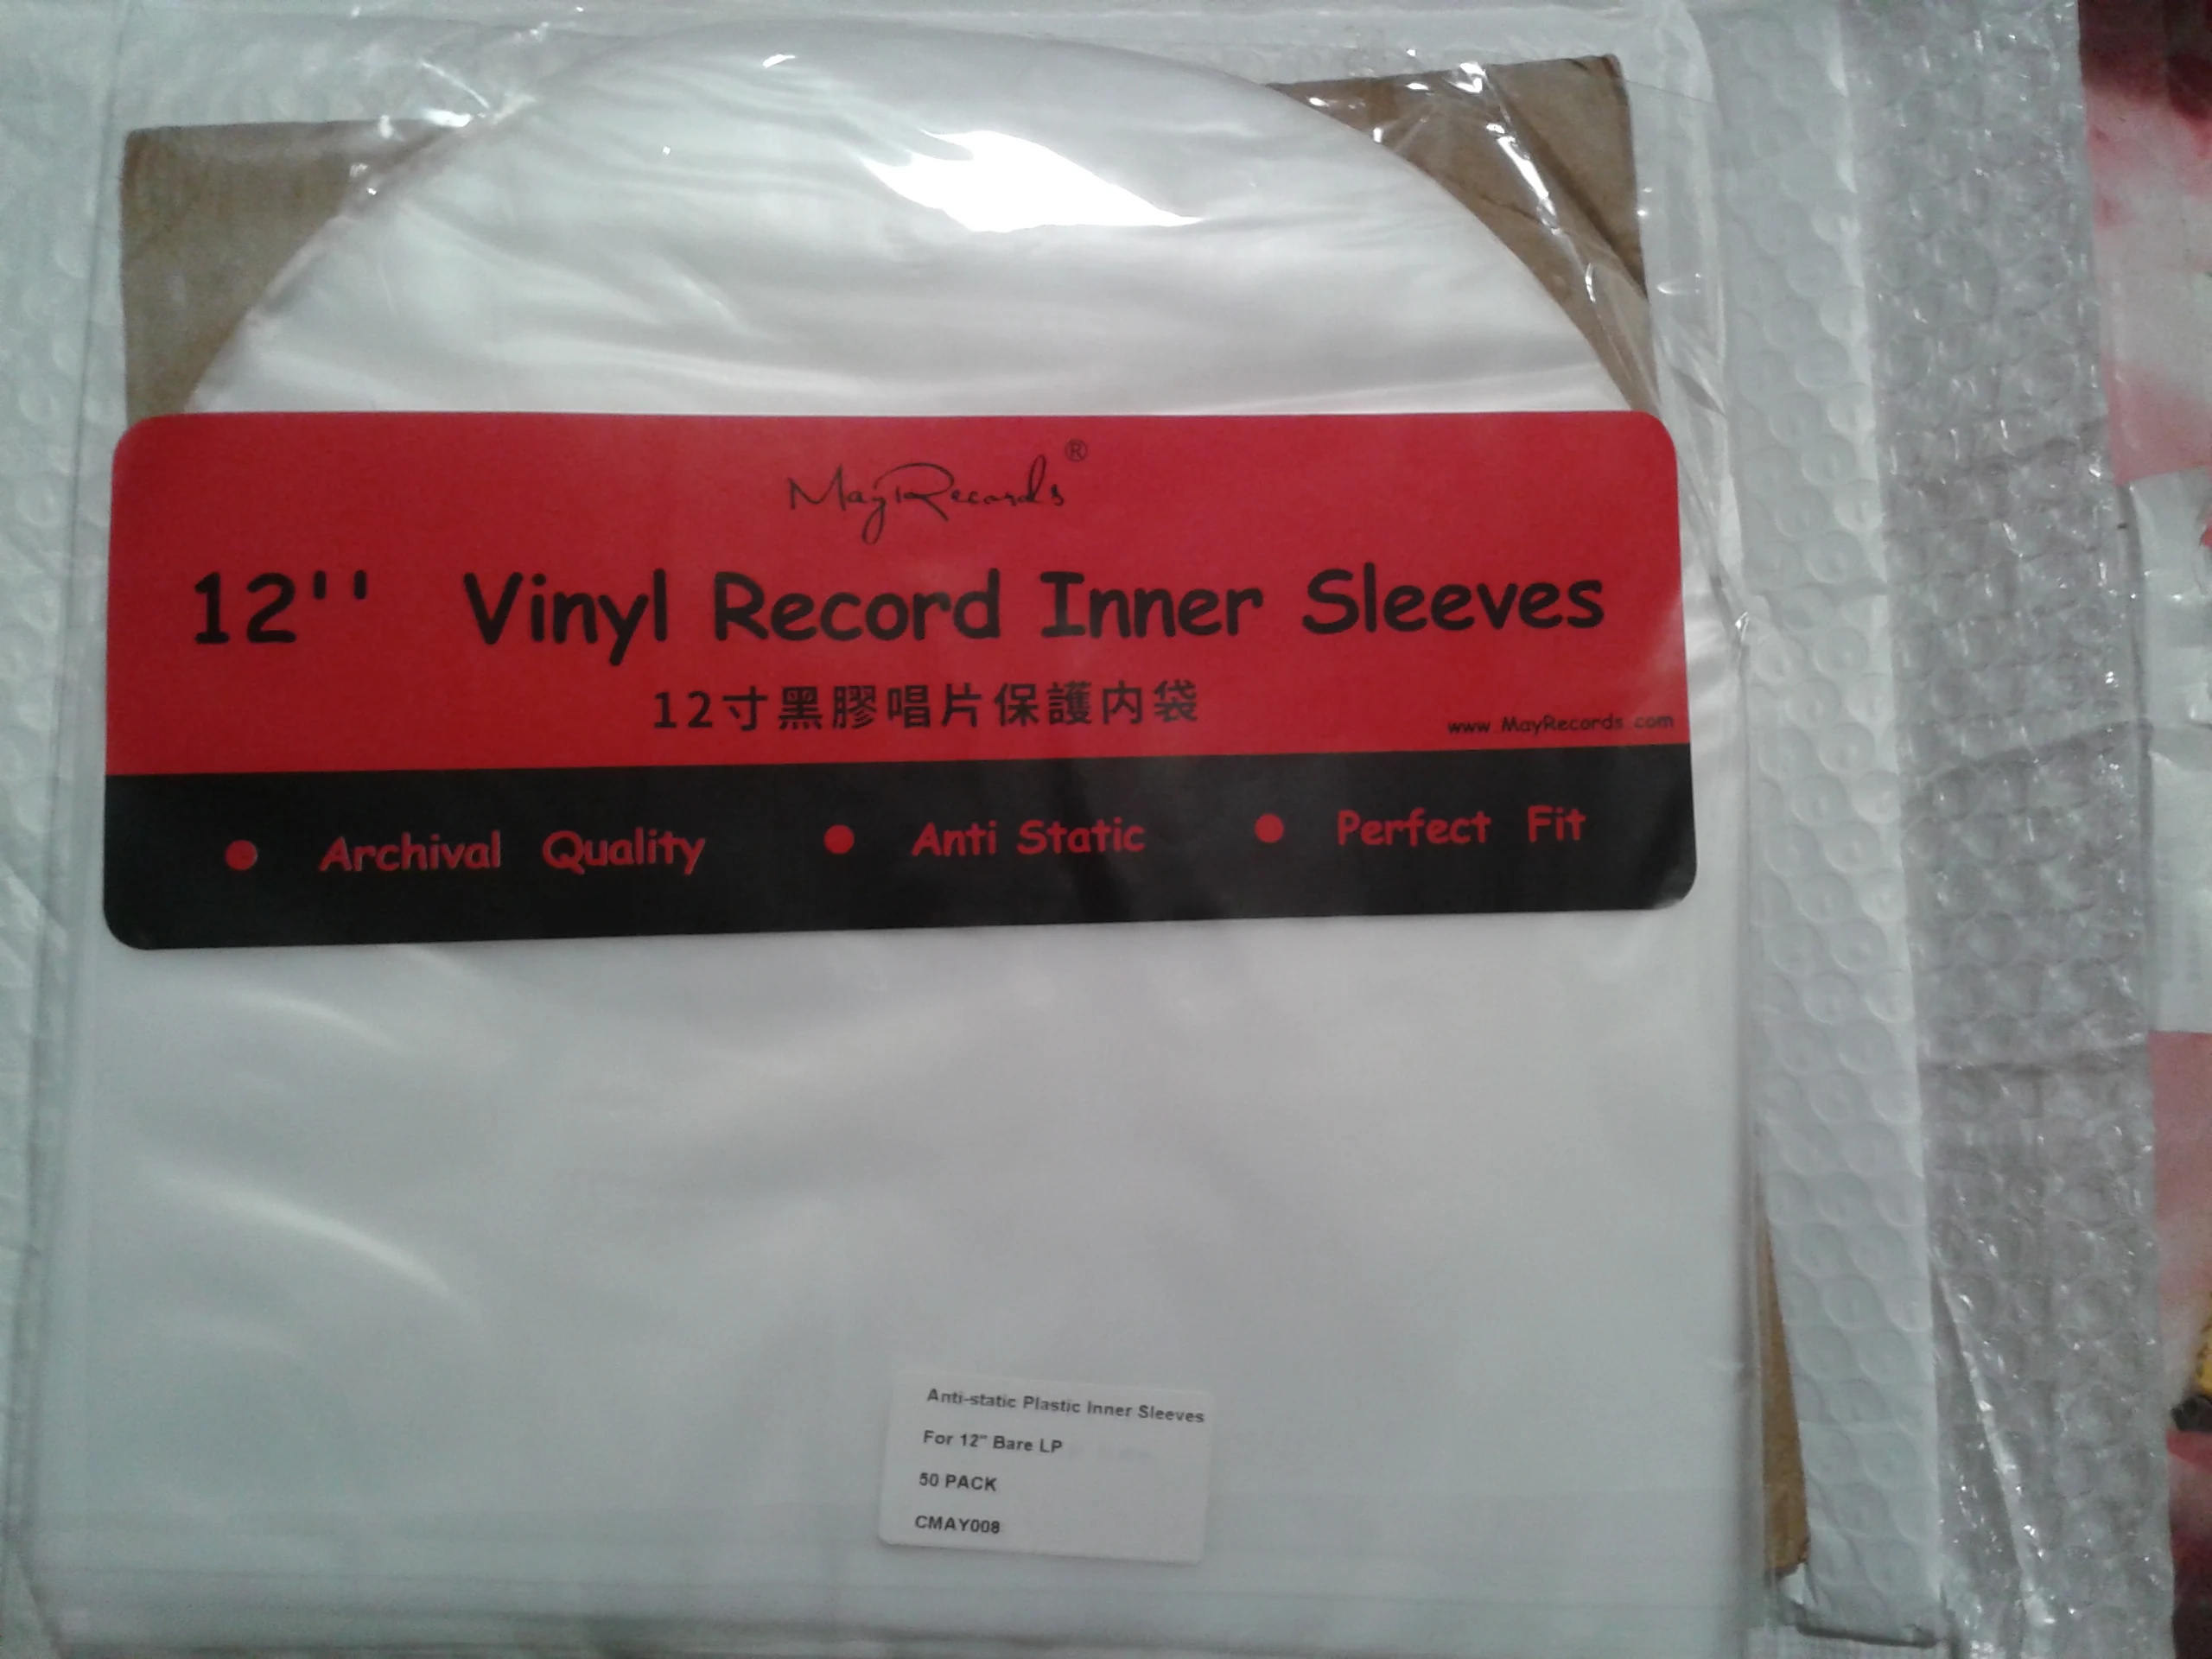 MayRecords®
12'' Vinyl Record Inner Sleeves
12寸黑膠唱片保護内袋
www MayRecords.com
● Archival Quality ● Anti Static ● Perfect Fit
Anti-static Plastic Inner Sleeves
For 12" Bare LP
50 PACK
CMAY008